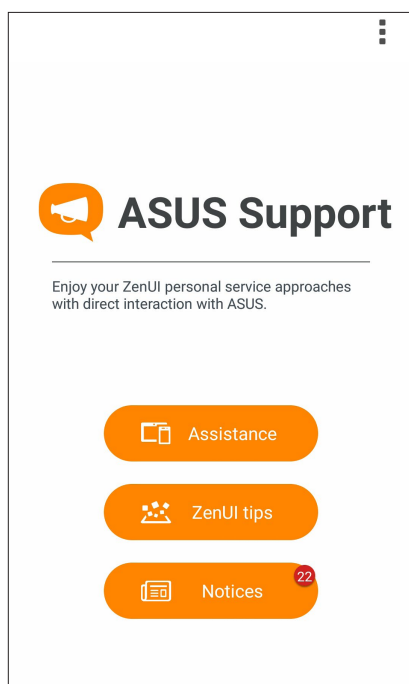 ASUS Support
Enjoy your ZenUI personal service approaches
with direct interaction with ASUS.
Assistance
ZenUI tips
22
Notices